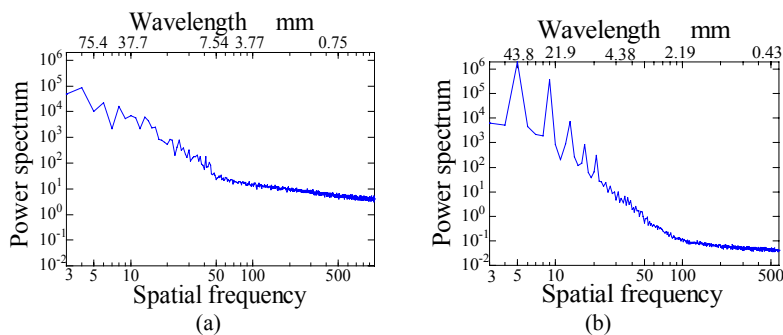 Wavelength mm
75.4 37.7 7.54 3.77 0.75
10^6
10^5
10^4
10^3
10^2
10^1
10^0
10^-1
10^-2
Power spectrum
3 5 10 50 100 500
Spatial frequency
(a)
Wavelength mm
43.8 21.9 4.38 2.19 0.43
10^6
10^5
10^4
10^3
10^2
10^1
10^0
10^-1
10^-2
Power spectrum
3 5 10 50 100 500
Spatial frequency
(b)